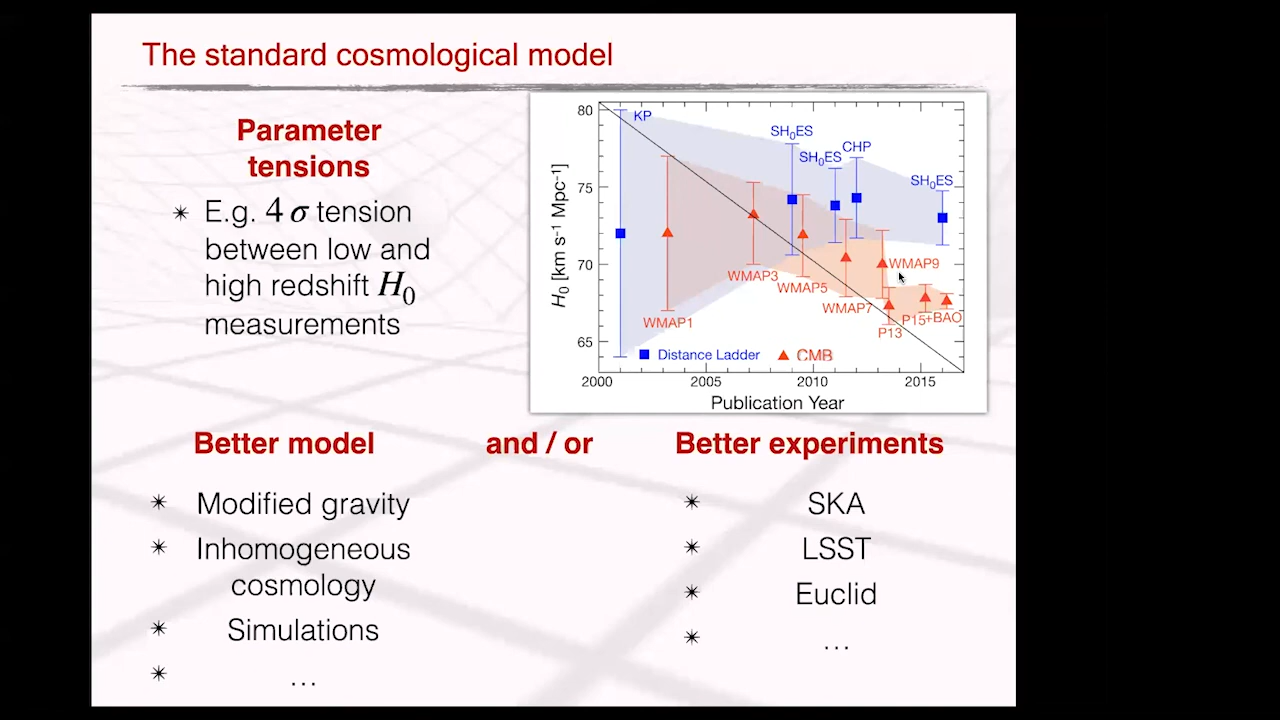 The standard cosmological model
Parameter
tensions
✴ E.g. 4 σ tension
between low and
high redshift H₀
measurements
80
75
70
65
H₀ [km s⁻¹ Mpc⁻¹]
KP
SH₀ES
SH₀ES
CHP
SH₀ES
WMAP1
WMAP3
WMAP5
WMAP7
WMAP9
P13
P15+BAO
Distance Ladder
CMB
2000 2005 2010 2015
Publication Year
Better model and / or Better experiments
✴ Modified gravity
✴ Inhomogeneous
cosmology
✴ Simulations
✴ ...
✴ SKA
✴ LSST
✴ Euclid
✴ ...